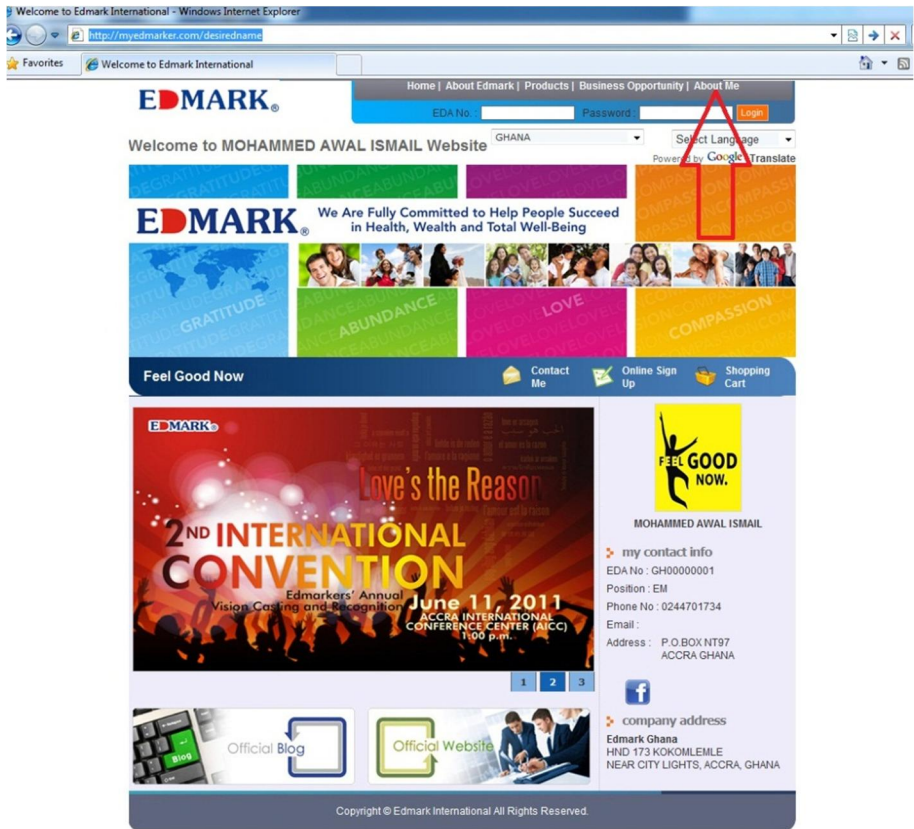 Welcome to Edmark International - Windows Internet Explorer
http://myedmarker.com/desiredname
Favorites
Welcome to Edmark International
EDMARK®
Home | About Edmark | Products | Business Opportunity | About Me
EDA No. :
Password :
Login
Welcome to MOHAMMED AWAL ISMAIL Website
GHANA
Select Language
Powered by Google Translate
EDMARK®
We Are Fully Committed to Help People Succeed
in Health, Wealth and Total Well-Being
GRATITUDE
ABUNDANCE
LOVE
COMPASSION
Feel Good Now
Contact
Me
Online Sign
Up
Shopping
Cart
EDMARK®
Love's the Reason
2ND INTERNATIONAL
CONVENTION
Edmarkers' Annual
Vision Casting and Recognition
June 11, 2011
ACCRA INTERNATIONAL
CONFERENCE CENTER (AICC)
1:00 p.m.
1 2 3
FEEL GOOD
NOW.
MOHAMMED AWAL ISMAIL
my contact info
EDA No : GH00000001
Position : EM
Phone No : 0244701734
Email :
Address : P.O.BOX NT97
ACCRA GHANA
f
company address
Edmark Ghana
HND 173 KOKOMLEMLE
NEAR CITY LIGHTS, ACCRA, GHANA
Blog
Official Blog
Official Website
Copyright © Edmark International All Rights Reserved.